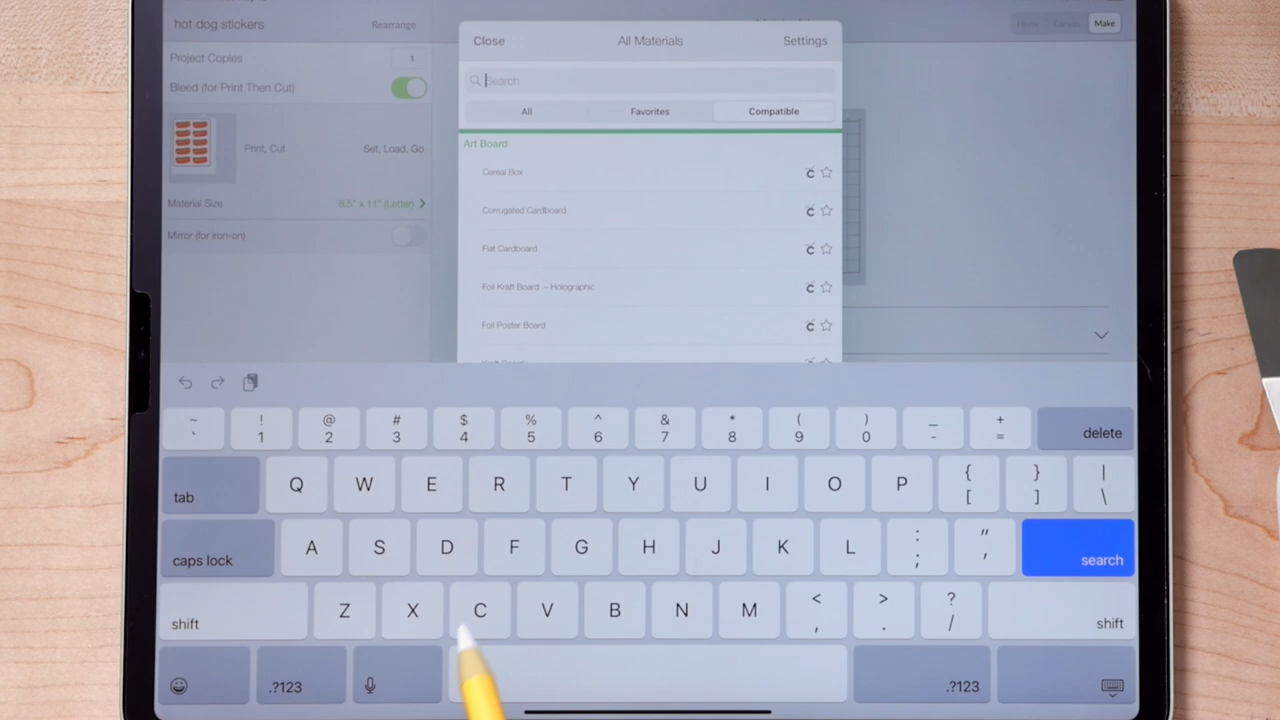 hot dog stickers
Rearrange
Project Copies
1
Bleed (for Print Then Cut)
Print, Cut
Set, Load, Go
Material Size
8.5" x 11" (Letter)
Mirror (for iron-on)
Close
All Materials
Settings
Search
All
Favorites
Compatible
Art Board
Cereal Box
Corrugated Cardboard
Flat Cardboard
Foil Kraft Board – Holographic
Foil Poster Board
Home
Canvas
Make
~ ! @ # $ % ^ & * ( ) _ +
` 1 2 3 4 5 6 7 8 9 0 - = delete
tab Q W E R T Y U I O P { [ } ] | \
caps lock A S D F G H J K L : ; " ' search
shift Z X C V B N M < , > . ? / shift
.?123 .?123